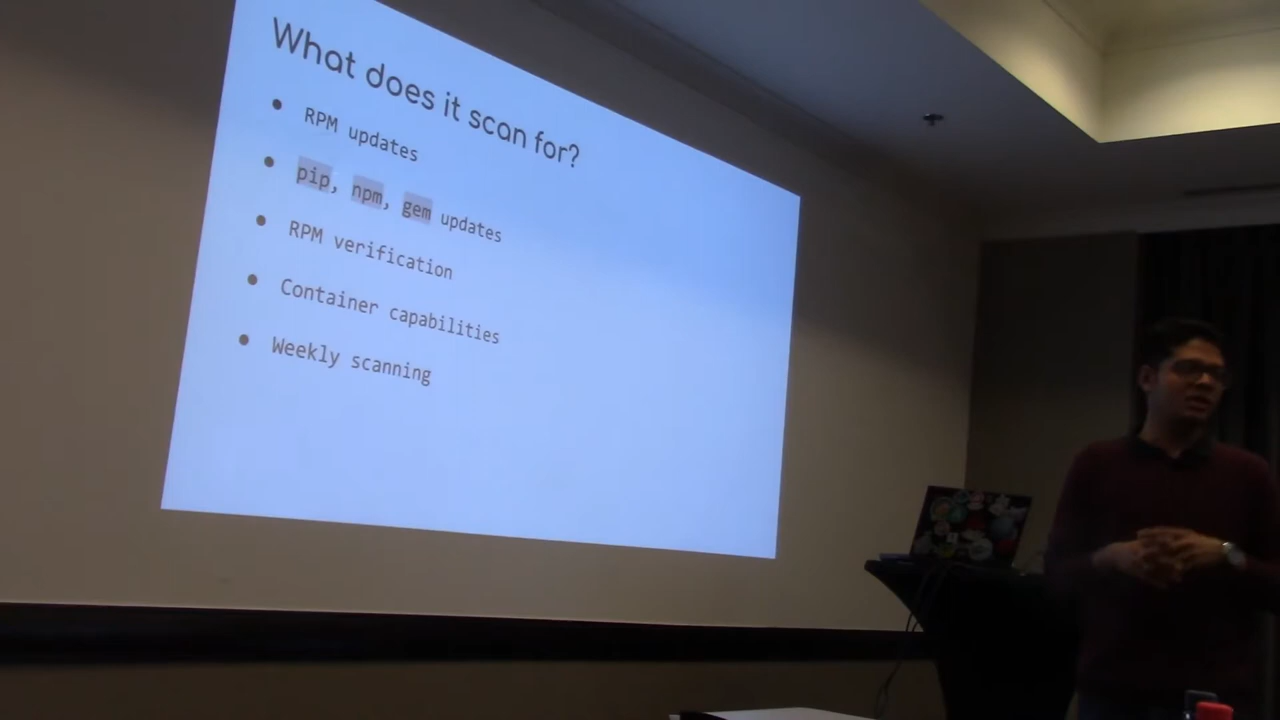 What does it scan for?
RPM updates
pip, npm, gem updates
RPM verification
Container capabilities
Weekly scanning